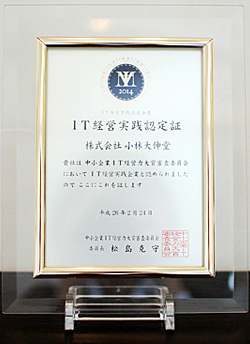 2014
IT経営実践認定証
株式会社 小林大伸堂
貴社は 中小企業IT経営力大賞審査委員会
において IT経営実践企業と認められました
ので ここにこれを証します
平成26年2月24日
中小企業IT経営力大賞審査委員会
委員長 松島克守